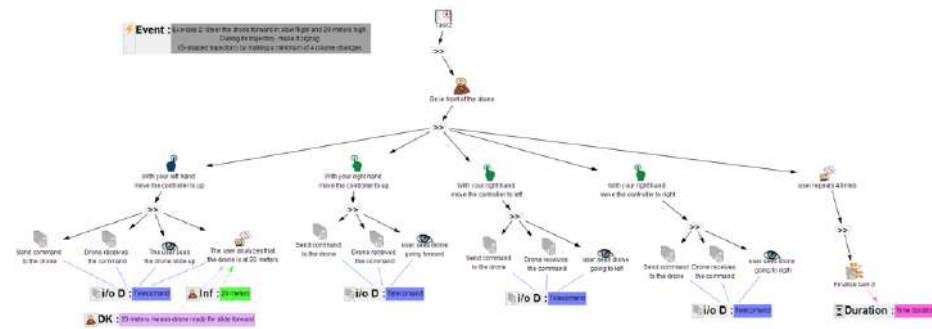 Event :
Exercise 2: Steer the drone forward in slow flight and 20 meters high.
During its trajectory, make it zigzag
(S-shaped trajectory) by making a minimum of 4 course changes.
>>
Go in front of the drone
>>
With your left hand
move the controller to up
With your right hand
move the controller to up
With your right hand
move the controller to left
With your right hand
move the controller to right
user repeats 4 times
>>
>>
>>
>>
>>
Send command
to the drone
Drone receives
the command
The user sees
the drone slide up
The user analyzes that
the drone is at 20 meters
Send command
to the drone
Drone receives
the command
user sees drone
going forward
Send command
to the drone
Drone receives
the command
user sees drone
going to left
Send command
to the drone
Drone receives
the command
user sees drone
going to rigth
Finalise task 2
i/o D : Telecomand
Inf : 20 meters
i/o D : Telecomand
i/o D : Telecomand
i/o D : Telecomand
Duration : Time duration
DK : 20 meters means drone ready for slide forward